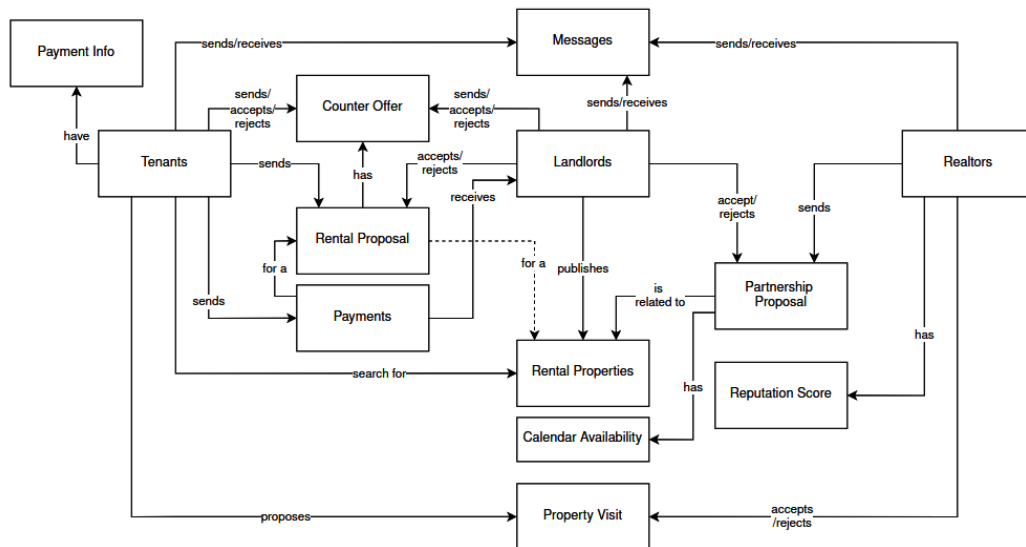 Payment Info
Messages
sends/receives
sends/receives
sends/
accepts/
rejects
Counter Offer
sends/
accepts/
rejects
sends/receives
have
Tenants
sends
has
accepts/
rejects
Landlords
Realtors
receives
accept/
rejects
sends
Rental Proposal
for a
for a
publishes
is
related to
Partnership
Proposal
sends
Payments
has
search for
Rental Properties
has
Reputation Score
Calendar Availability
proposes
Property Visit
accepts
/rejects